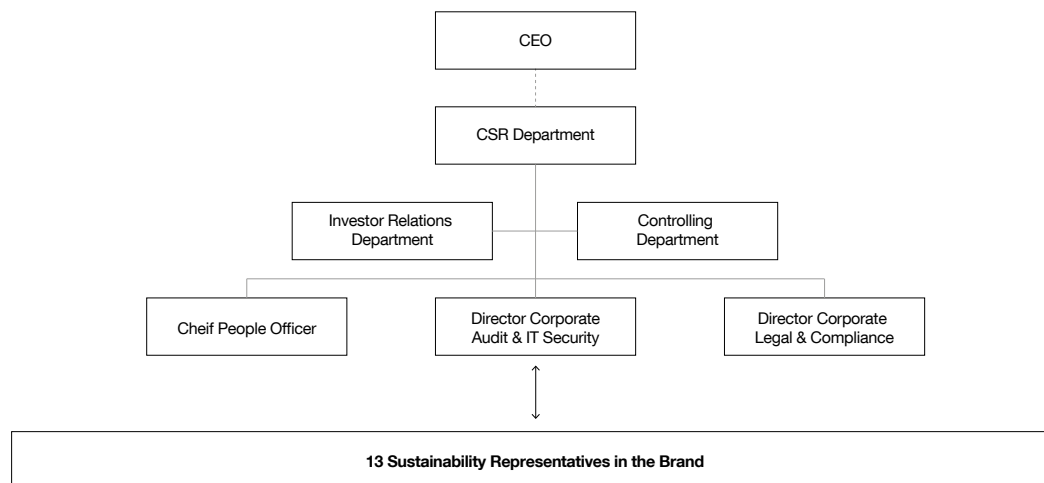 CEO
CSR Department
Investor Relations
Department
Controlling
Department
Cheif People Officer
Director Corporate
Audit & IT Security
Director Corporate
Legal & Compliance
13 Sustainability Representatives in the Brand